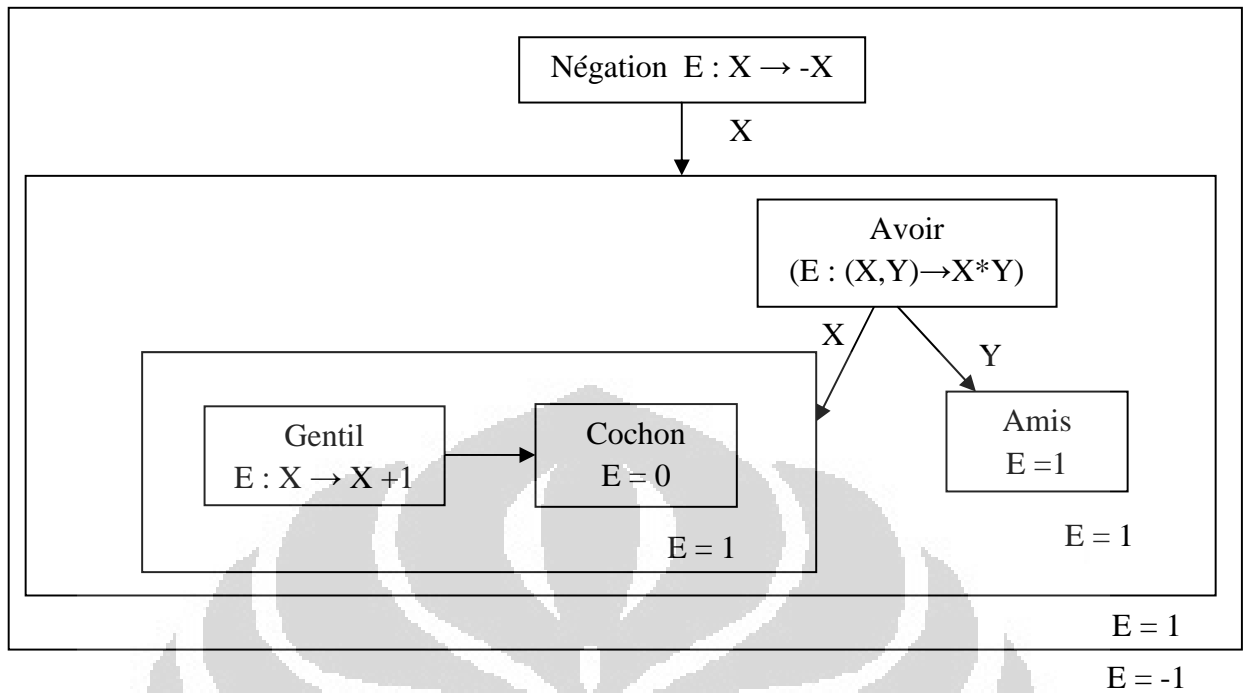 Négation E : X → -X
X
Avoir
(E : (X,Y)→X*Y)
X
Y
Gentil
E : X → X +1
Cochon
E = 0
Amis
E =1
E = 1
E = 1
E = 1
E = -1